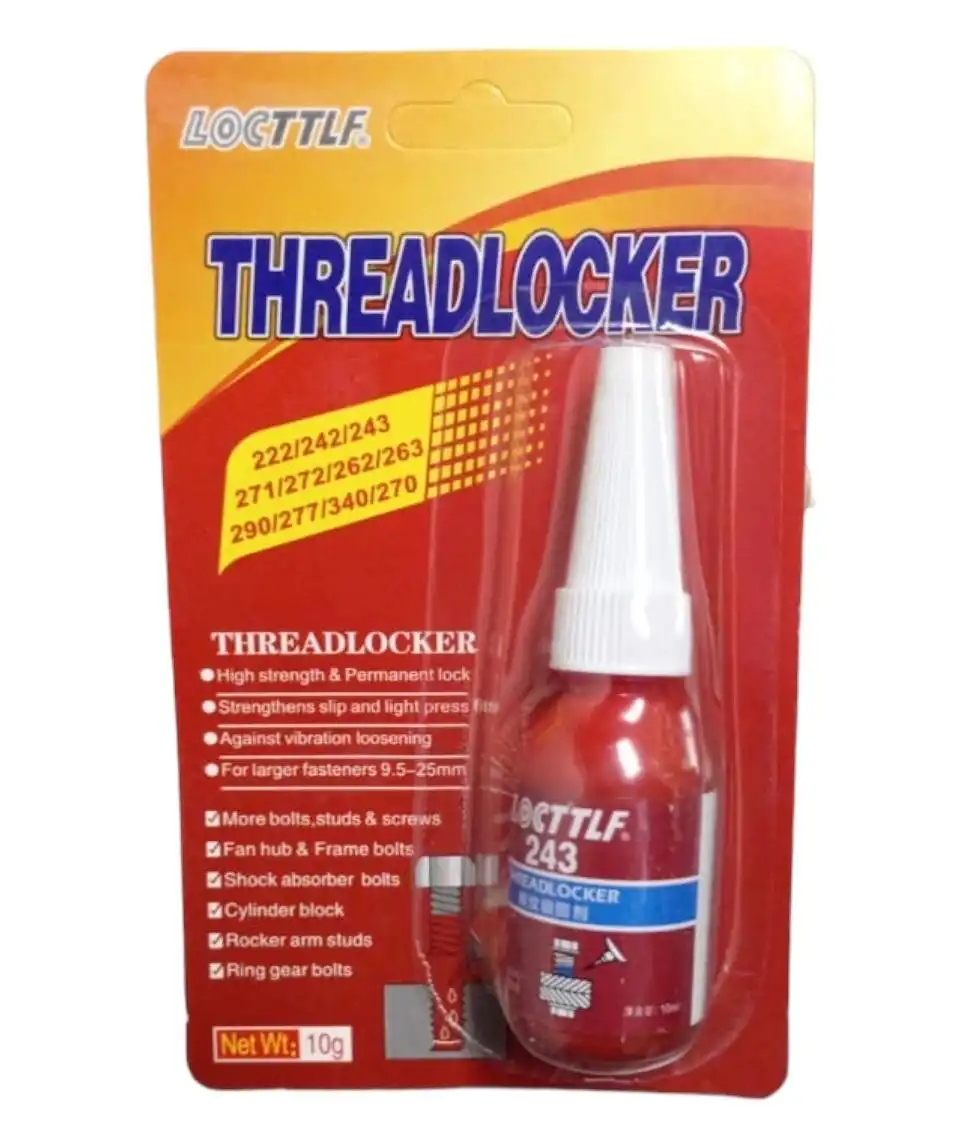 LOCTTLF®
THREADLOCKER
222/242/243
271/272/262/263
290/277/340/270
THREADLOCKER
High strength & Permanent lock
Strengthens slip and light press fits
Against vibration loosening
For larger fasteners 9.5–25mm
More bolts,studs & screws
Fan hub & Frame bolts
Shock absorber bolts
Cylinder block
Rocker arm studs
Ring gear bolts
Net Wt: 10g
LOCTTLF®
243
THREADLOCKER
固剂